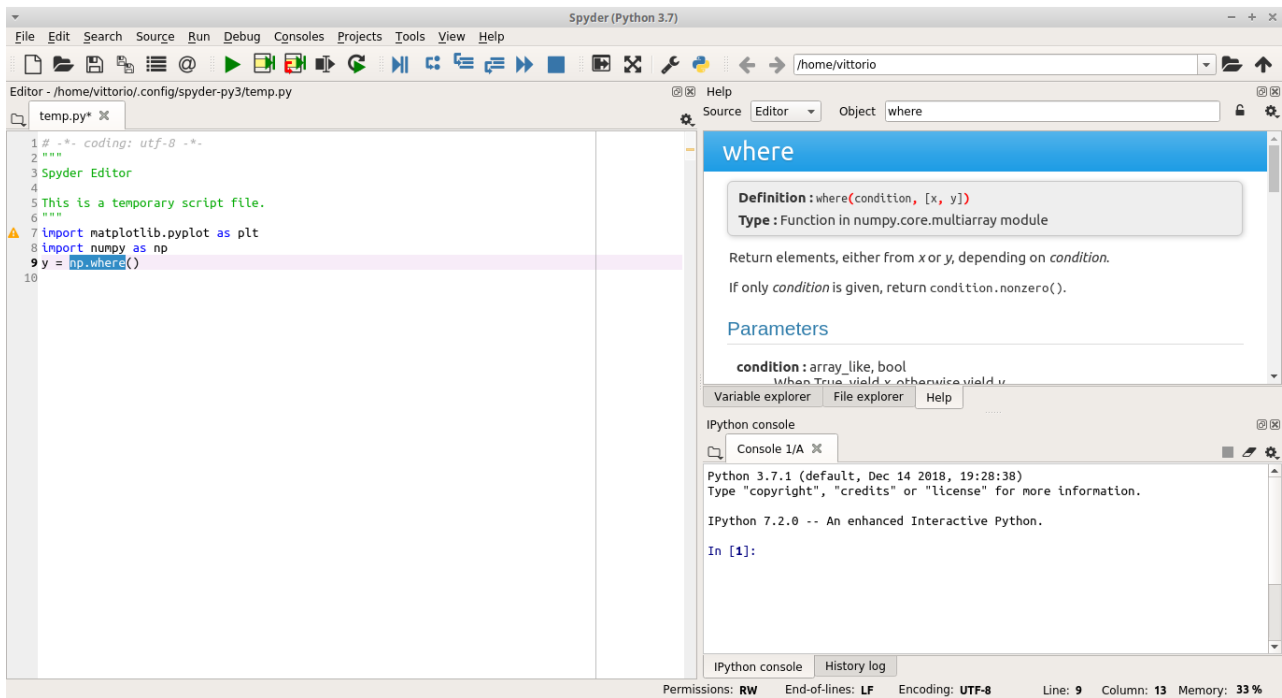 Spyder (Python 3.7)
File Edit Search Source Run Debug Consoles Projects Tools View Help
/home/vittorio
Editor - /home/vittorio/.config/spyder-py3/temp.py
temp.py*
1 # -*- coding: utf-8 -*-
2 """
3 Spyder Editor
4
5 This is a temporary script file.
6 """
7 import matplotlib.pyplot as plt
8 import numpy as np
9 y = np.where()
10
Help
Source Editor Object where
where
Definition : where(condition, [x, y])
Type : Function in numpy.core.multiarray module
Return elements, either from x or y, depending on condition.
If only condition is given, return condition.nonzero().
Parameters
condition : array_like, bool
When True, yield x, otherwise yield y
Variable explorer File explorer Help
IPython console
Console 1/A
Python 3.7.1 (default, Dec 14 2018, 19:28:38)
Type "copyright", "credits" or "license" for more information.
IPython 7.2.0 -- An enhanced Interactive Python.
In [1]:
IPython console History log
Permissions: RW End-of-lines: LF Encoding: UTF-8 Line: 9 Column: 13 Memory: 33 %